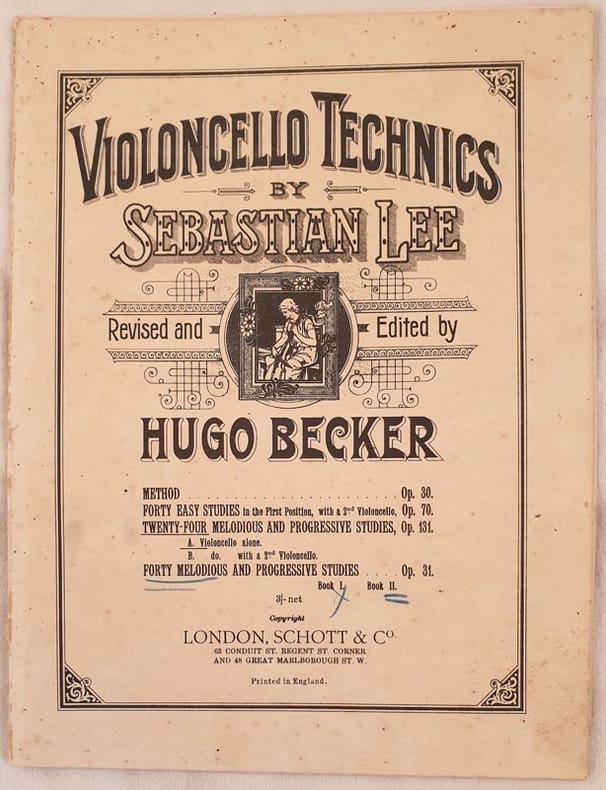 VIOLONCELLO TECHNICS
BY
SEBASTIAN LEE
Revised and Edited by
HUGO BECKER
METHOD . . . . . . . . . . . . . . . . . . . . . . Op. 30.
FORTY EASY STUDIES in the First Position, with a 2nd Violoncello, Op. 70.
TWENTY-FOUR MELODIOUS AND PROGRESSIVE STUDIES, Op. 131.
A. Violoncello alone.
B. do. with a 2nd Violoncello.
FORTY MELODIOUS AND PROGRESSIVE STUDIES . . . . Op. 31.
Book I. Book II.
3/- net
Copyright
LONDON, SCHOTT & Co.
63 CONDUIT ST. REGENT ST. CORNER
AND 48 GREAT MARLBOROUGH ST. W.
Printed in England.